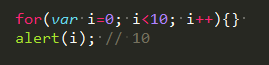 for(var i=0; i<10; i++){}
alert(i); // 10